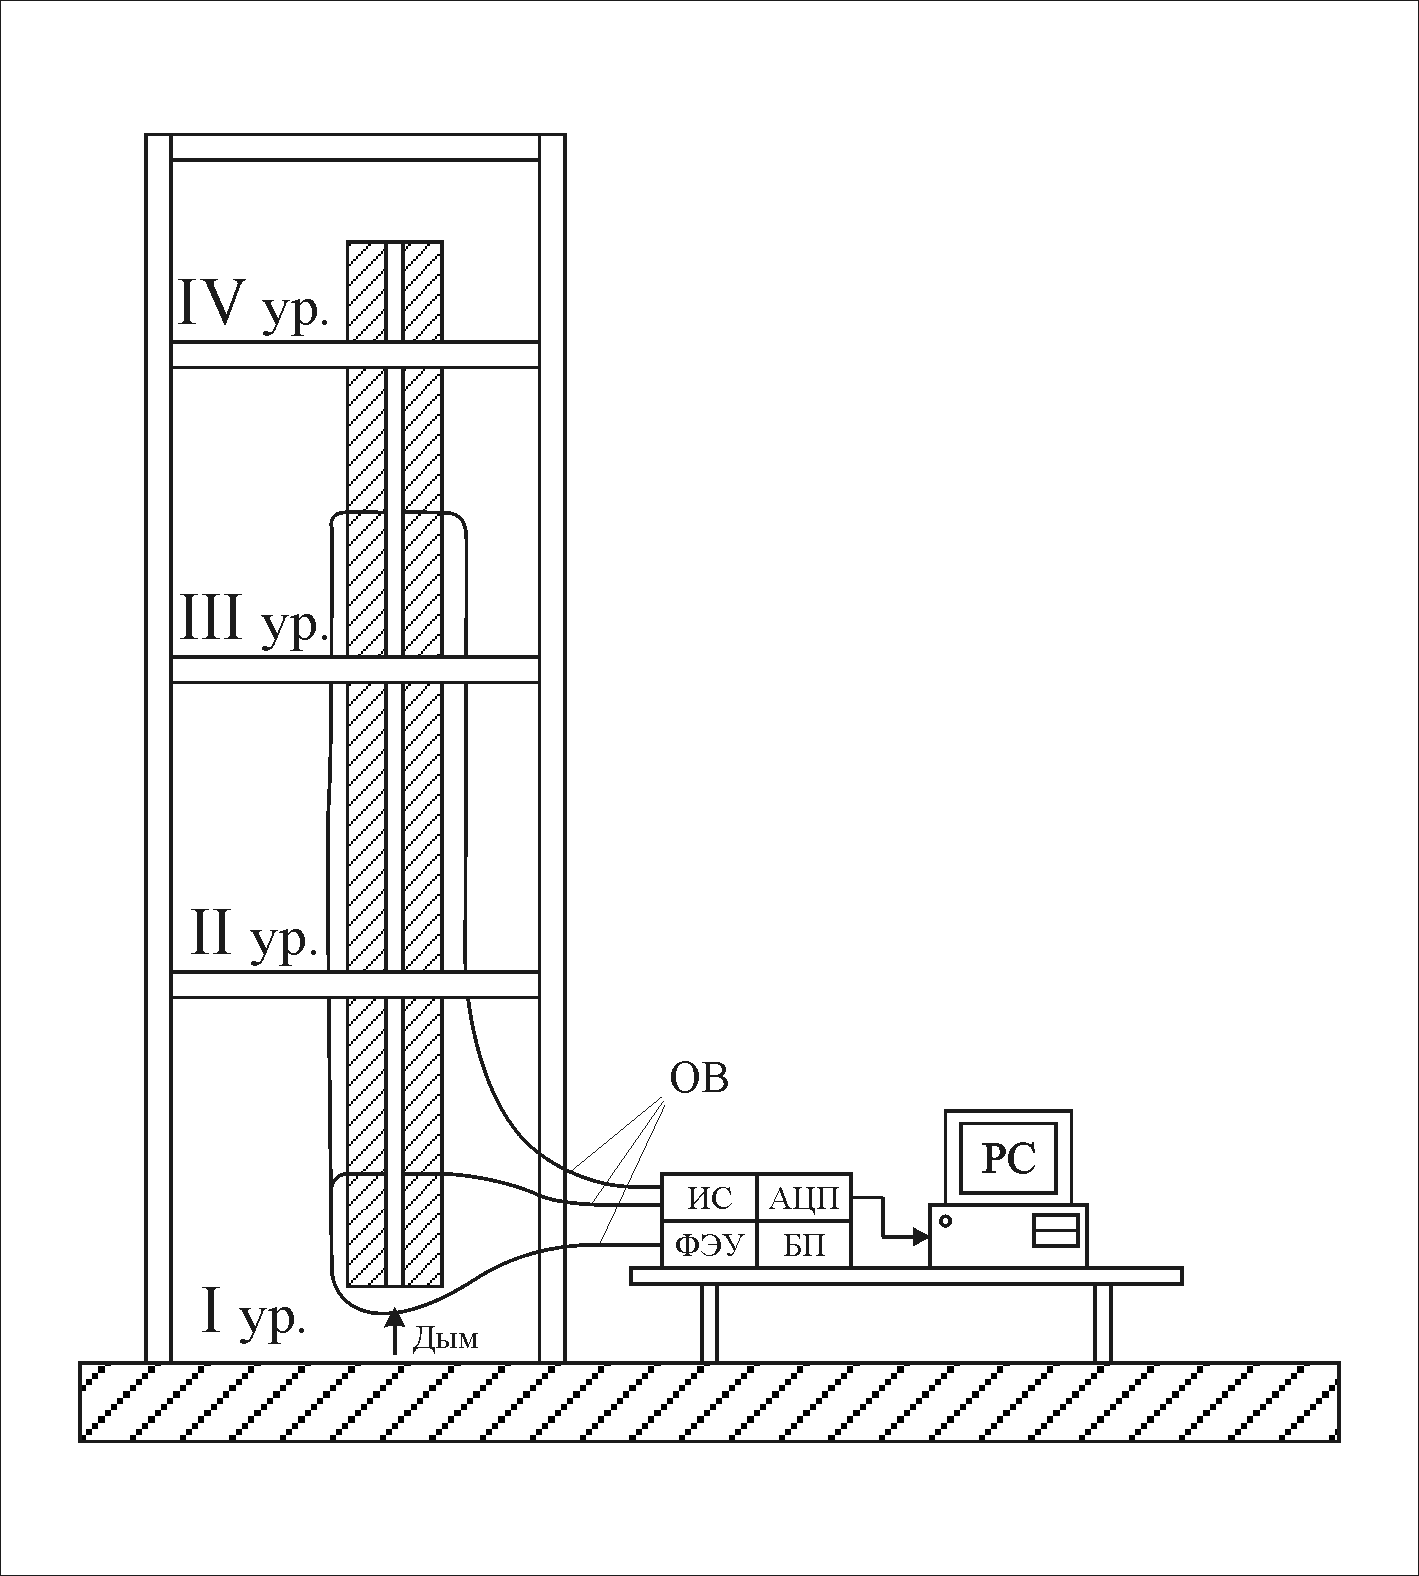 IV ур.
III ур.
II ур.
ОВ
PC
ИС АЦП
ФЭУ БП
I ур.
Дым